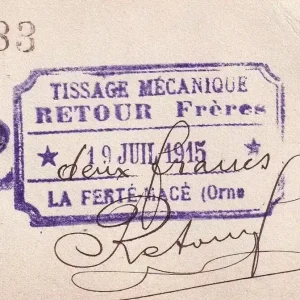 33
TISSAGE MÉCANIQUE
RETOUR Frères
★ 19 JUIL 1915 ★
deux francs
LA FERTÉ-MACÉ (Orne
Retour